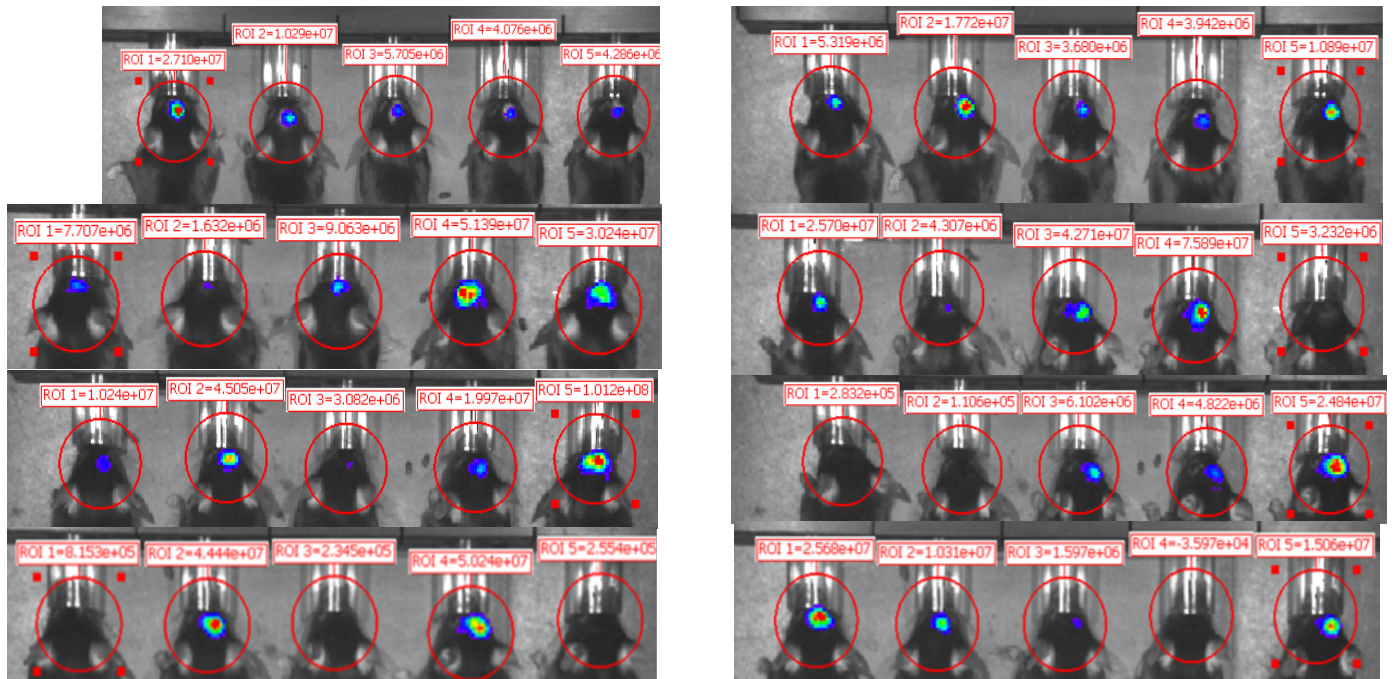 ROI 1=2.710e+07
ROI 2=1.029e+07
ROI 3=5.705e+06
ROI 4=4.076e+06
ROI 5=4.286e+06
ROI 1=5.319e+06
ROI 2=1.772e+07
ROI 3=3.680e+06
ROI 4=3.942e+06
ROI 5=1.089e+07
ROI 1=7.707e+06
ROI 2=1.632e+06
ROI 3=9.063e+06
ROI 4=5.139e+07
ROI 5=3.024e+07
ROI 1=2.570e+07
ROI 2=4.307e+06
ROI 3=4.271e+07
ROI 4=7.589e+07
ROI 5=3.232e+06
ROI 1=1.024e+07
ROI 2=4.505e+07
ROI 3=3.082e+06
ROI 4=1.997e+07
ROI 5=1.012e+08
ROI 1=2.832e+05
ROI 2=1.106e+05
ROI 3=6.102e+06
ROI 4=4.822e+06
ROI 5=2.484e+07
ROI 1=8.153e+05
ROI 2=4.444e+07
ROI 3=2.345e+05
ROI 4=5.024e+07
ROI 5=2.554e+05
ROI 1=2.568e+07
ROI 2=1.031e+07
ROI 3=1.597e+06
ROI 4=-3.597e+04
ROI 5=1.506e+07